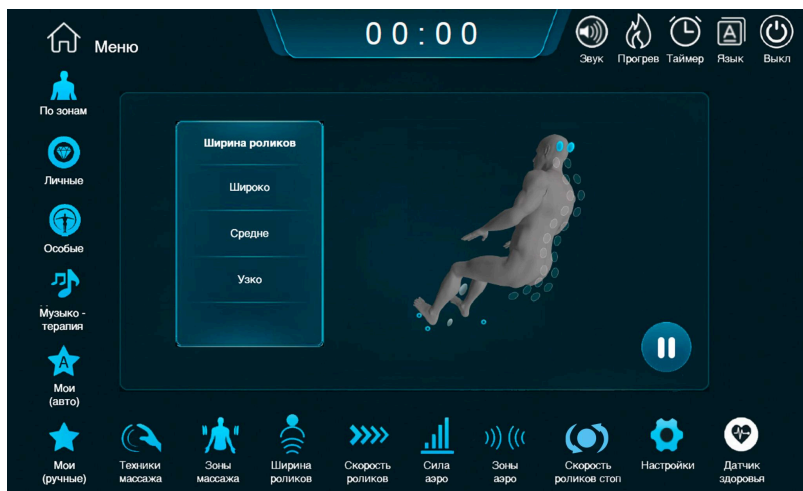 Меню
00:00
Звук
Прогрев
Таймер
A
Язык
Выкл
По зонам
Личные
Особые
Музыко -
терапия
A
Мои
(авто)
Мои
(ручные)
Ширина роликов
Широко
Средне
Узко
Техники
массажа
Зоны
массажа
Ширина
роликов
Скорость
роликов
Сила
аэро
Зоны
аэро
Скорость
роликов стоп
Настройки
Датчик
здоровья